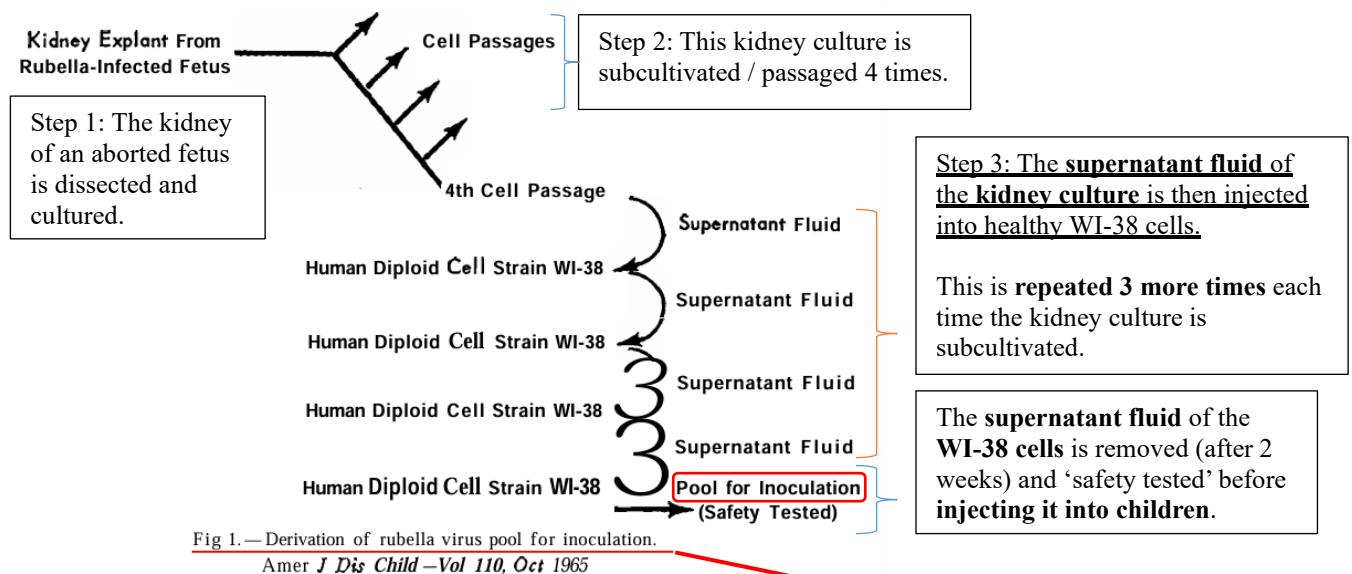 Kidney Explant From
Rubella-Infected Fetus
Cell Passages
Step 2: This kidney culture is
subcultivated / passaged 4 times.
Step 1: The kidney
of an aborted fetus
is dissected and
cultured.
4th Cell Passage
Supernatant Fluid
Human Diploid Cell Strain WI-38
Supernatant Fluid
Human Diploid Cell Strain WI-38
Supernatant Fluid
Human Diploid Cell Strain WI-38
Supernatant Fluid
Human Diploid Cell Strain WI-38
Pool for Inoculation
(Safety Tested)
Step 3: The supernatant fluid of
the kidney culture is then injected
into healthy WI-38 cells.
This is repeated 3 more times each
time the kidney culture is
subcultivated.
The supernatant fluid of the
WI-38 cells is removed (after 2
weeks) and ‘safety tested’ before
injecting it into children.
Fig 1.—Derivation of rubella virus pool for inoculation.
Amer J Dis Child—Vol 110, Oct 1965